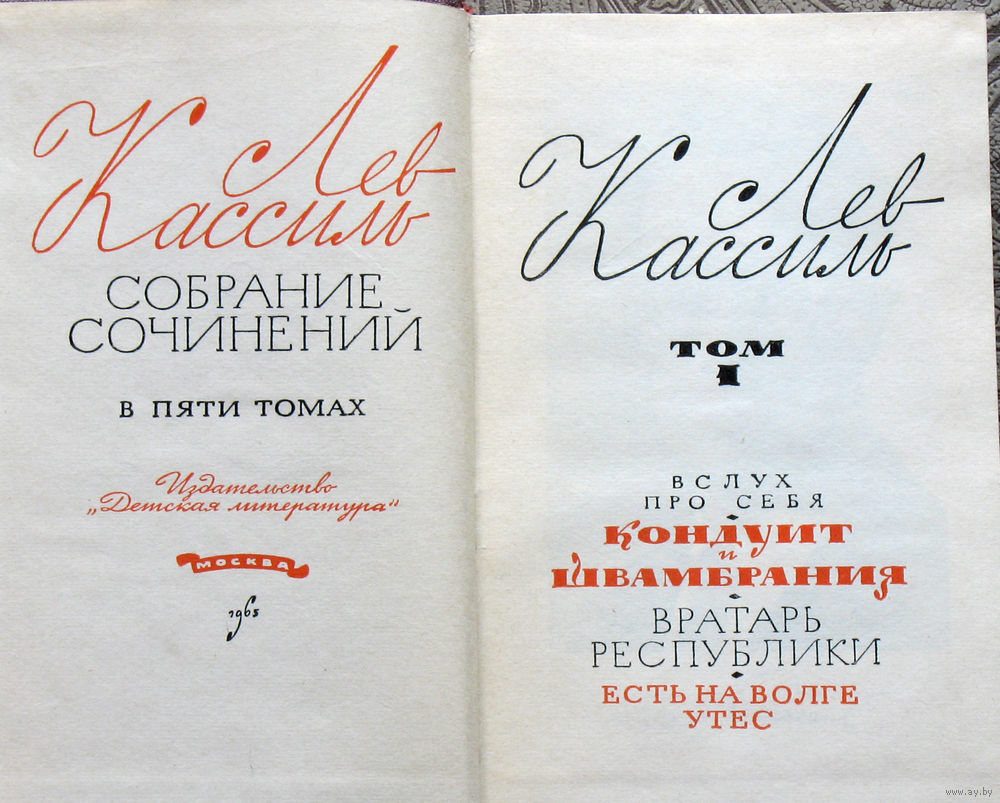 Лев
Кассиль
СОБРАНИЕ
СОЧИНЕНИЙ
В ПЯТИ ТОМАХ
Издательство
„Детская литература“
МОСКВА
1965
Лев
Кассиль
ТОМ
1
ВСЛУХ
ПРО СЕБЯ
КОНДУИТ
и
ШВАМБРАНИЯ
ВРАТАРЬ
РЕСПУБЛИКИ
ЕСТЬ НА ВОЛГЕ
УТЕС
www.ay.by